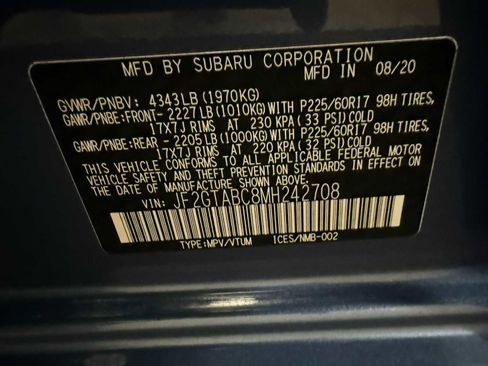 MFD BY SUBARU CORPORATION
MFD IN 08/20
GVWR/PNBV: 4343LB(1970KG)
GAWR/PNBE:FRONT- 2227LB(1010KG)WITH P225/60R17 98H TIRES
17X7J RIMS AT 230 KPA(33 PSI)COLD
GAWR/PNBE:REAR - 2205LB(1000KG)WITH P225/60R17 98H TIRES
17X7J RIMS AT 220 KPA(32 PSI)COLD
THIS VEHICLE CONFORMS TO ALL APPLICABLE FEDERAL MOTOR
VEHICLE SAFETY AND THEFT PREVENTION STANDARDS IN EFFECT
ON THE DATE OF MANUFACTURE SHOWN ABOVE.
VIN: JF2GTABC8MH242708
TYPE:MPV/VTUM ICES/NMB-002